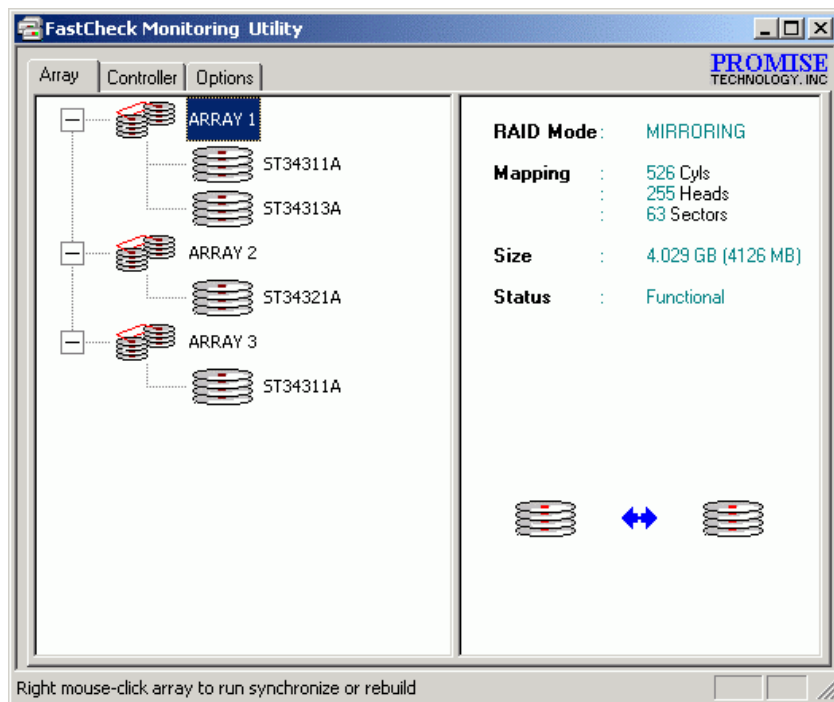 FastCheck Monitoring Utility
PROMISE
TECHNOLOGY, INC
Array
Controller
Options
ARRAY 1
ST34311A
ST34313A
ARRAY 2
ST34321A
ARRAY 3
ST34311A
RAID Mode : MIRRORING
Mapping : 526 Cyls
: 255 Heads
: 63 Sectors
Size : 4.029 GB (4126 MB)
Status : Functional
Right mouse-click array to run synchronize or rebuild